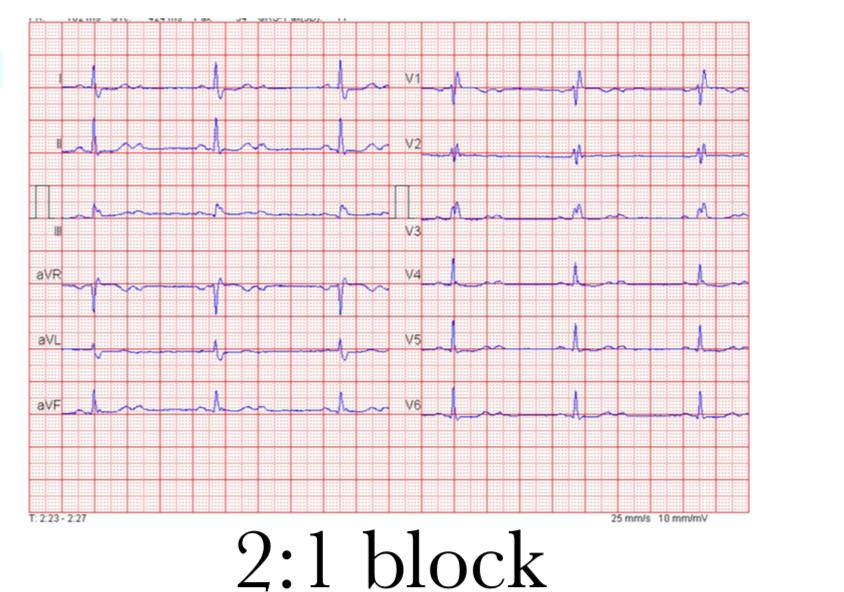 I V1
II V2
III V3
aVR V4
aVL V5
aVF V6
T: 2:23 - 2:27 25 mm/s 10 mm/mV
2:1 block